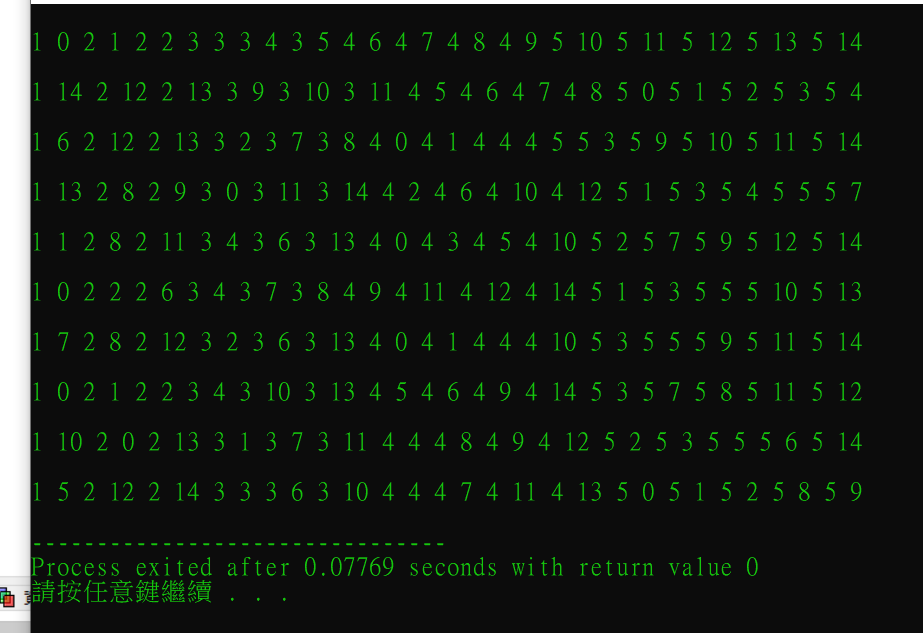 1 0 2 1 2 2 3 3 3 4 3 5 4 6 4 7 4 8 4 9 5 10 5 11 5 12 5 13 5 14
1 14 2 12 2 13 3 9 3 10 3 11 4 5 4 6 4 7 4 8 5 0 5 1 5 2 5 3 5 4
1 6 2 12 2 13 3 2 3 7 3 8 4 0 4 1 4 4 4 5 5 3 5 9 5 10 5 11 5 14
1 13 2 8 2 9 3 0 3 11 3 14 4 2 4 6 4 10 4 12 5 1 5 3 5 4 5 5 5 7
1 1 2 8 2 11 3 4 3 6 3 13 4 0 4 3 4 5 4 10 5 2 5 7 5 9 5 12 5 14
1 0 2 2 2 6 3 4 3 7 3 8 4 9 4 11 4 12 4 14 5 1 5 3 5 5 5 10 5 13
1 7 2 8 2 12 3 2 3 6 3 13 4 0 4 1 4 4 4 10 5 3 5 5 5 9 5 11 5 14
1 0 2 1 2 2 3 4 3 10 3 13 4 5 4 6 4 9 4 14 5 3 5 7 5 8 5 11 5 12
1 10 2 0 2 13 3 1 3 7 3 11 4 4 4 8 4 9 4 12 5 2 5 3 5 5 5 6 5 14
1 5 2 12 2 14 3 3 3 6 3 10 4 4 4 7 4 11 4 13 5 0 5 1 5 2 5 8 5 9
--------------------------------
Process exited after 0.07769 seconds with return value 0
請按任意鍵繼續 . . .